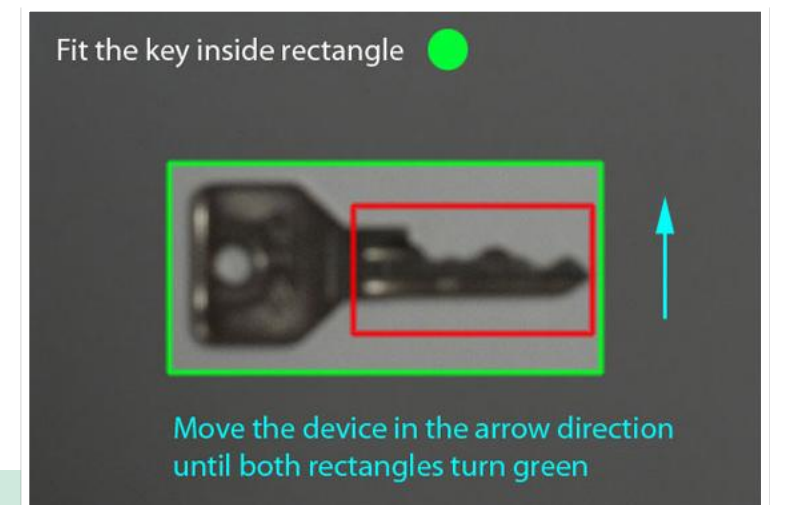 Fit the key inside rectangle
Move the device in the arrow direction
until both rectangles turn green